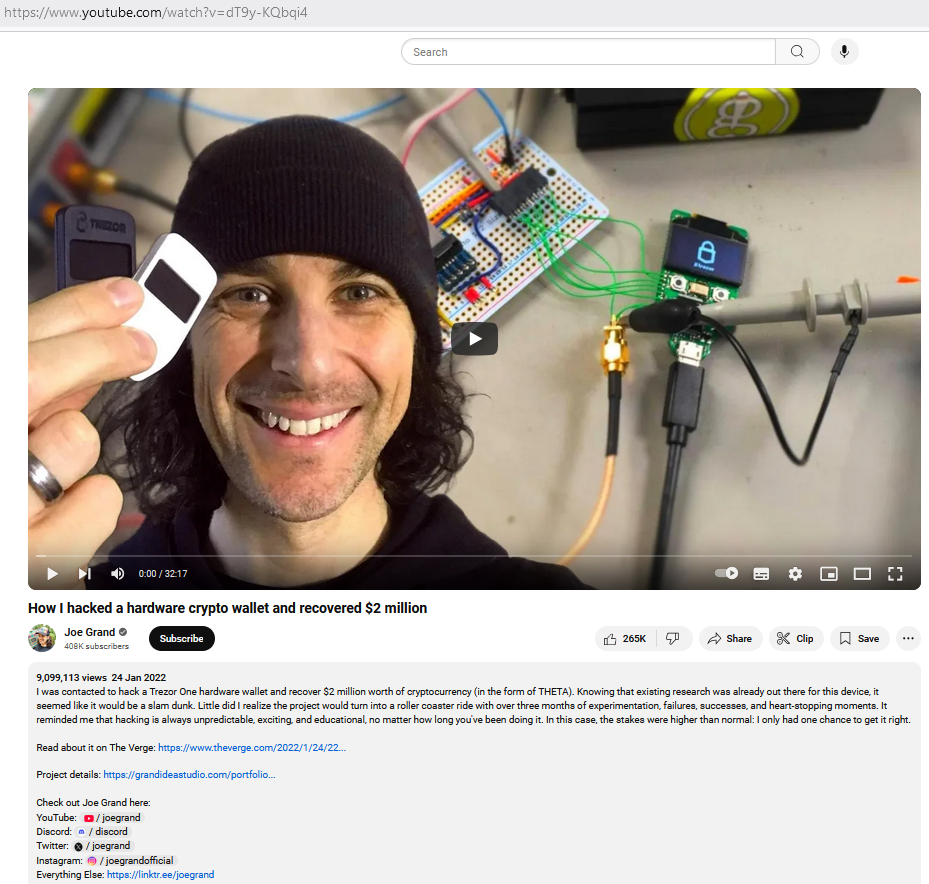 https://www.youtube.com/watch?v=dT9y-KQbqi4
Search
TREZOR
0:00 / 32:17
How I hacked a hardware crypto wallet and recovered $2 million
Joe Grand
408K subscribers
Subscribe
265K
Share
Clip
Save
9,099,113 views 24 Jan 2022
I was contacted to hack a Trezor One hardware wallet and recover $2 million worth of cryptocurrency (in the form of THETA). Knowing that existing research was already out there for this device, it
seemed like it would be a slam dunk. Little did I realize the project would turn into a roller coaster ride with over three months of experimentation, failures, successes, and heart-stopping moments. It
reminded me that hacking is always unpredictable, exciting, and educational, no matter how long you've been doing it. In this case, the stakes were higher than normal: I only had one chance to get it right.
Read about it on The Verge: https://www.theverge.com/2022/1/24/22...
Project details: https://grandideastudio.com/portfolio...
Check out Joe Grand here:
YouTube: / joegrand
Discord: / discord
Twitter: / joegrand
Instagram: / joegrandofficial
Everything Else: https://linktr.ee/joegrand